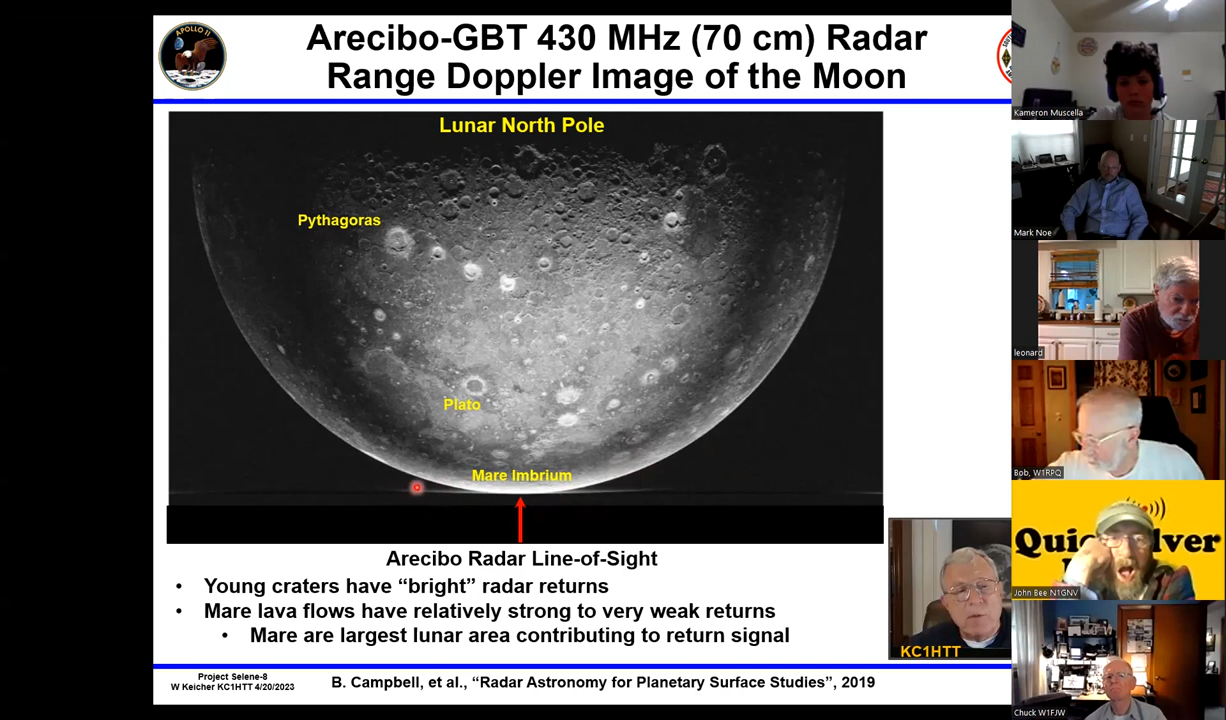 APOLLO 11
Arecibo-GBT 430 MHz (70 cm) Radar
Range Doppler Image of the Moon
Lunar North Pole
Pythagoras
Plato
Mare Imbrium
Arecibo Radar Line-of-Sight
• Young craters have “bright” radar returns
• Mare lava flows have relatively strong to very weak returns
• Mare are largest lunar area contributing to return signal
KC1HTT
Project Selene-8
W Keicher KC1HTT 4/20/2023
B. Campbell, et al., “Radar Astronomy for Planetary Surface Studies”, 2019
Kameron Muscella
Mark Noe
leonard
Bob, W1RPQ
John Bee N1GNV
Chuck W1FJW